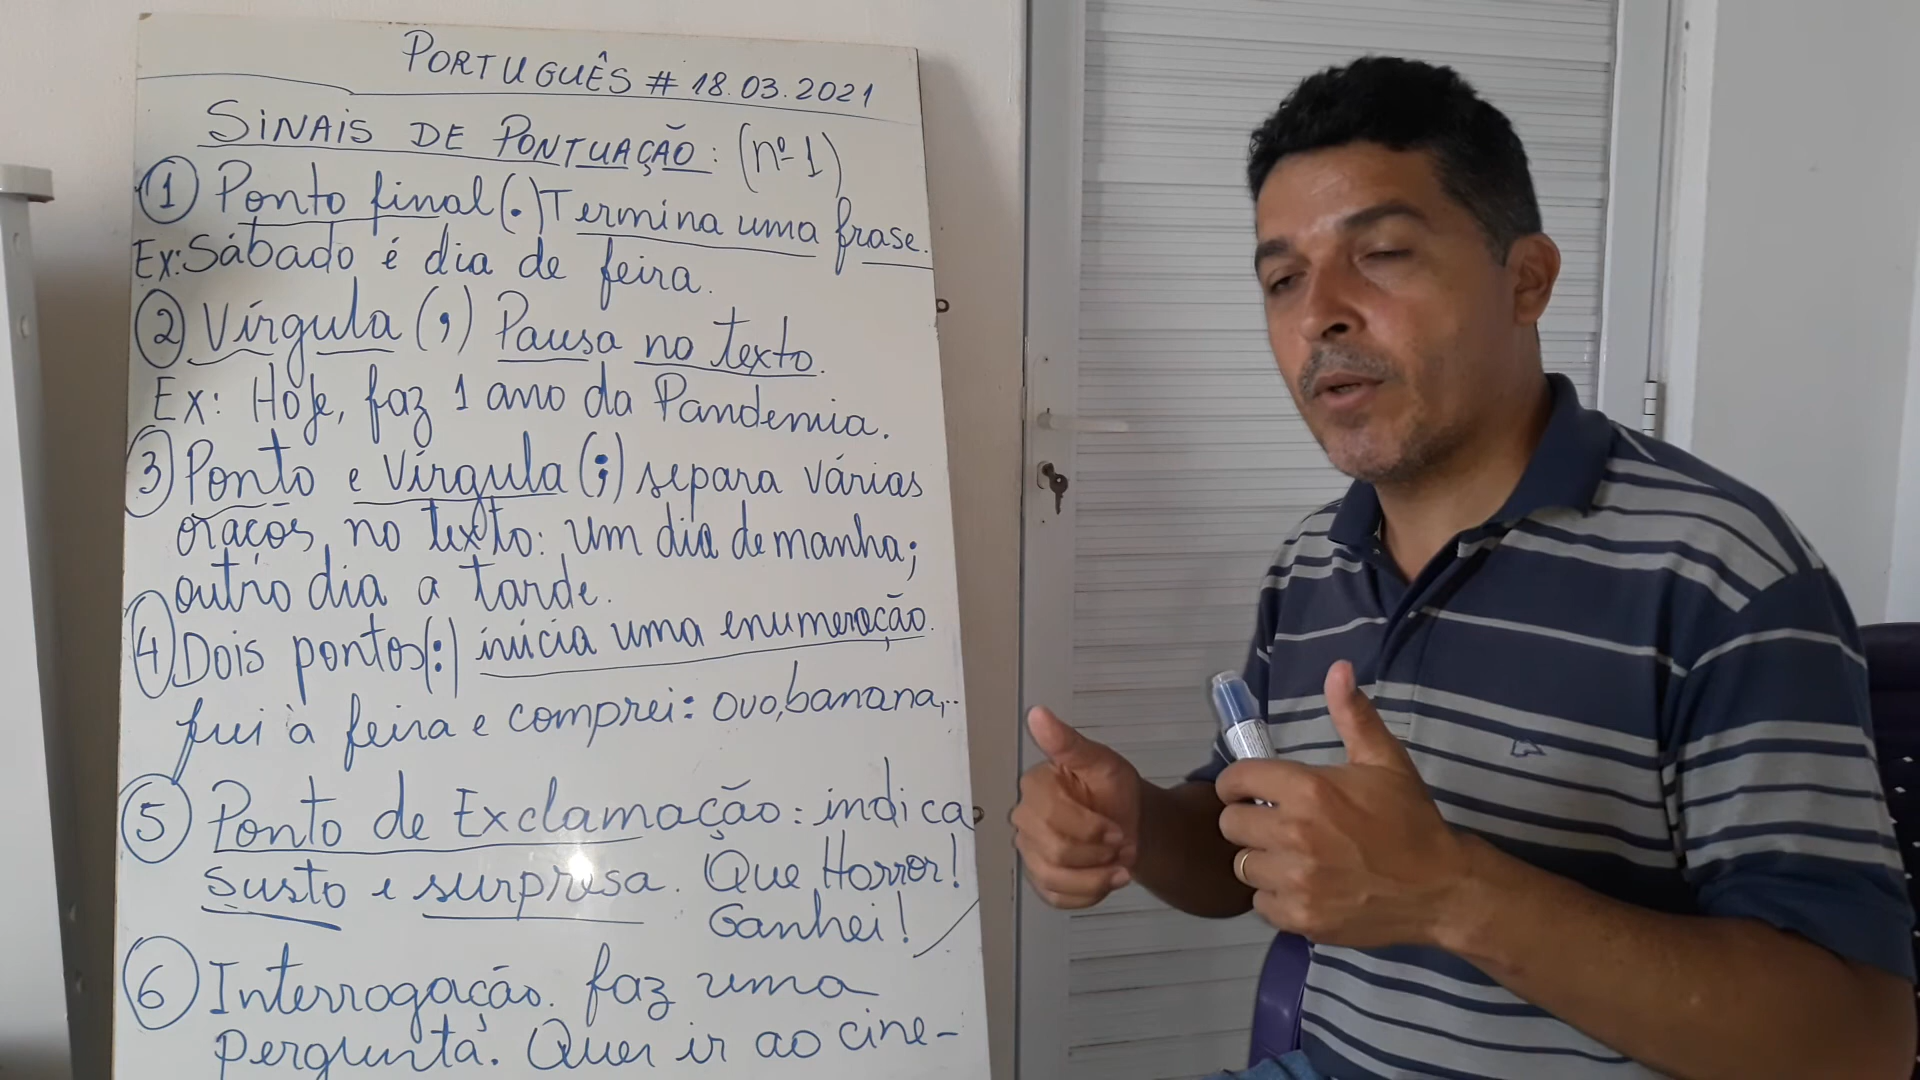 PORTUGUÊS # 18.03.2021
SINAIS DE PONTUAÇÃO: (nº 1)
① Ponto final (.) Termina uma frase.
Ex: Sábado é dia de feira.
② Vírgula (,) Pausa no texto.
Ex: Hoje, faz 1 ano da Pandemia.
③ Ponto e Vírgula (;) separa várias
oraçõs no texto: um dia de manhã;
outro dia a tarde.
④ Dois pontos (:) inicia uma enumeração.
fui à feira e comprei: ovo, banana,..
⑤ Ponto de Exclamação: indica
susto e surpresa. Que Horror!
Ganhei!
⑥ Interrogação. faz uma
pergunta. Quer ir ao cine-